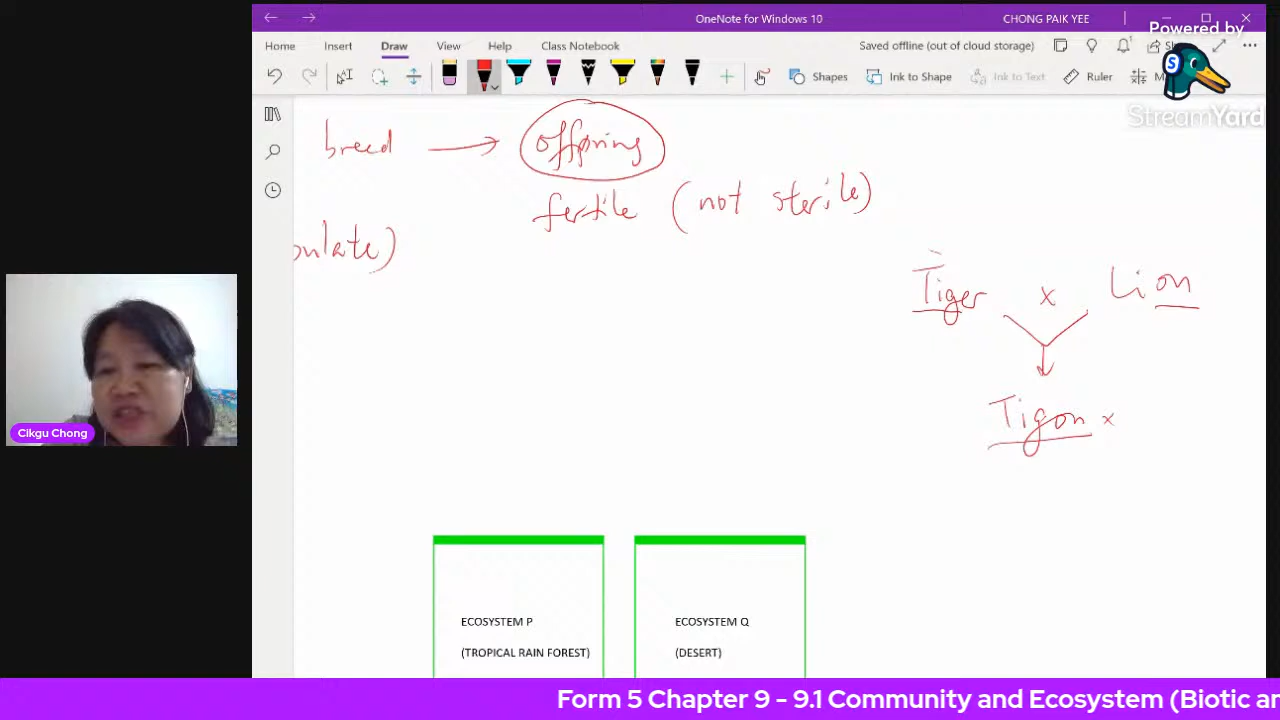 OneNote for Windows 10
CHONG PAIK YEE
Powered by
StreamYard
Home Insert Draw View Help Class Notebook
Saved offline (out of cloud storage)
Shapes Ink to Shape Ink to Text Ruler
breed → offpring
fertile (not sterile)
ulate)
Tiger x Lion
Tigon x
Cikgu Chong
ECOSYSTEM P
(TROPICAL RAIN FOREST)
ECOSYSTEM Q
(DESERT)
Form 5 Chapter 9 - 9.1 Community and Ecosystem (Biotic an